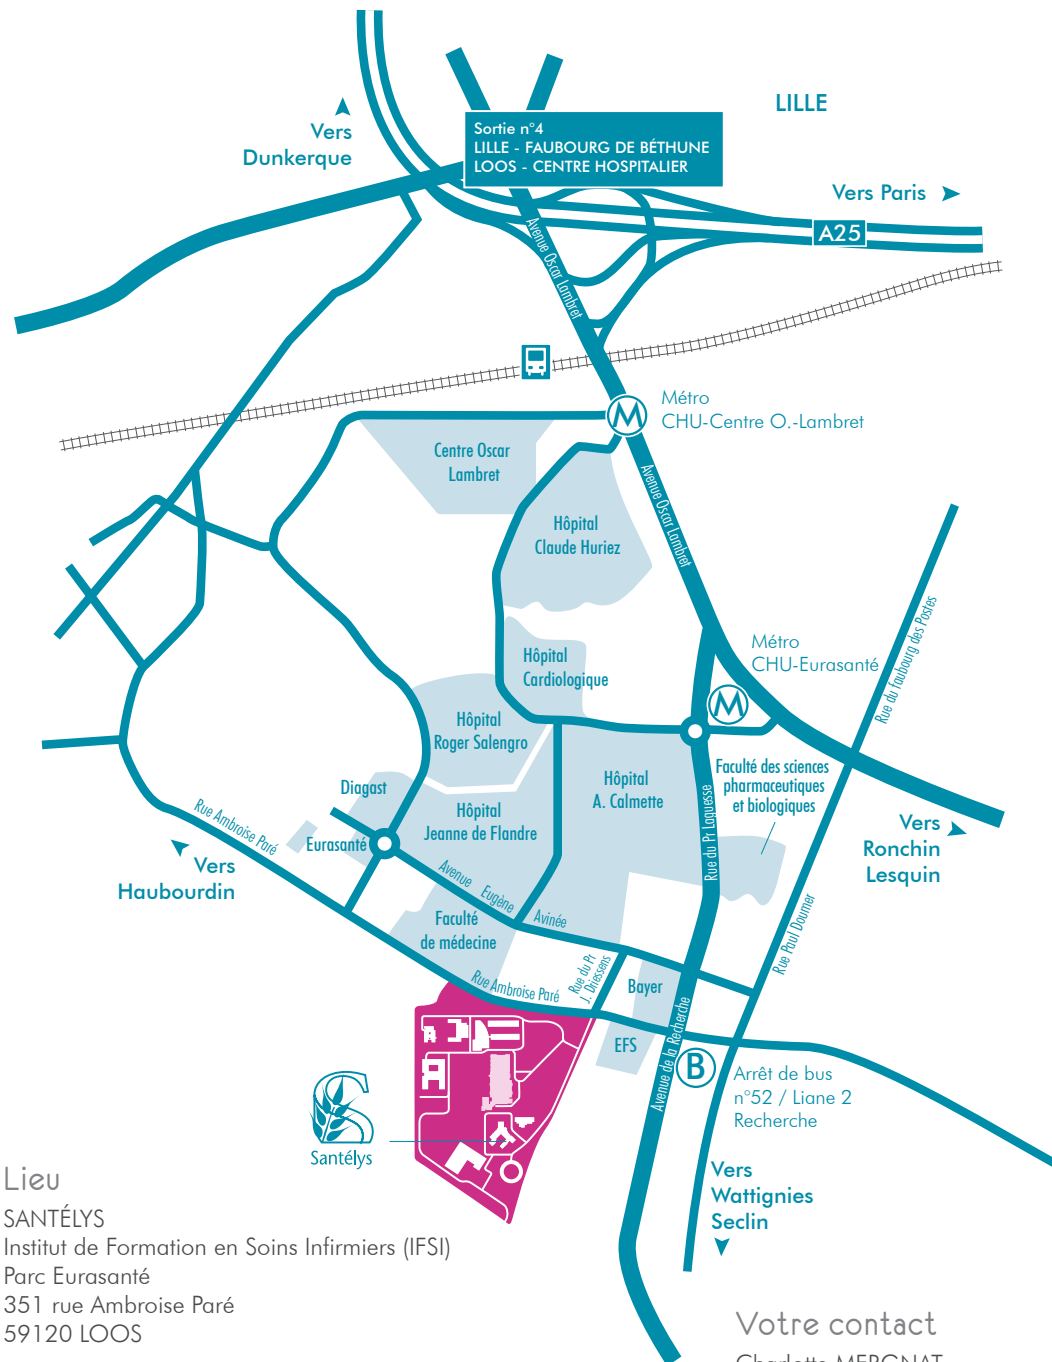 LILLE
Sortie n°4
LILLE - FAUBOURG DE BÉTHUNE
LOOS - CENTRE HOSPITALIER
Vers
Dunkerque
Vers Paris
A25
Avenue Oscar Lambret
M
Métro
CHU-Centre O.-Lambret
Centre Oscar
Lambret
Avenue Oscar Lambret
Hôpital
Claude Huriez
Rue du faubourg des Postes
Métro
CHU-Eurasanté
M
Hôpital
Cardiologique
Hôpital
Roger Salengro
Faculté des sciences
pharmaceutiques
et biologiques
Hôpital
A. Calmette
Diagast
Rue du Pr Laguesse
Hôpital
Jeanne de Flandre
Rue Ambroise Paré
Eurasanté
Vers
Ronchin
Lesquin
Vers
Haubourdin
Avenue Eugène Avinée
Faculté
de médecine
Rue Paul Doumer
Rue du Pr
J. Driessens
Rue Ambroise Paré
Bayer
EFS
Avenue de la Recherche
B
Arrêt de bus
n°52 / Liane 2
Recherche
Santélys
Vers
Wattignies
Seclin
Lieu
SANTÉLYS
Institut de Formation en Soins Infirmiers (IFSI)
Parc Eurasanté
351 rue Ambroise Paré
59120 LOOS
Votre contact
Charlotte MERGNAT